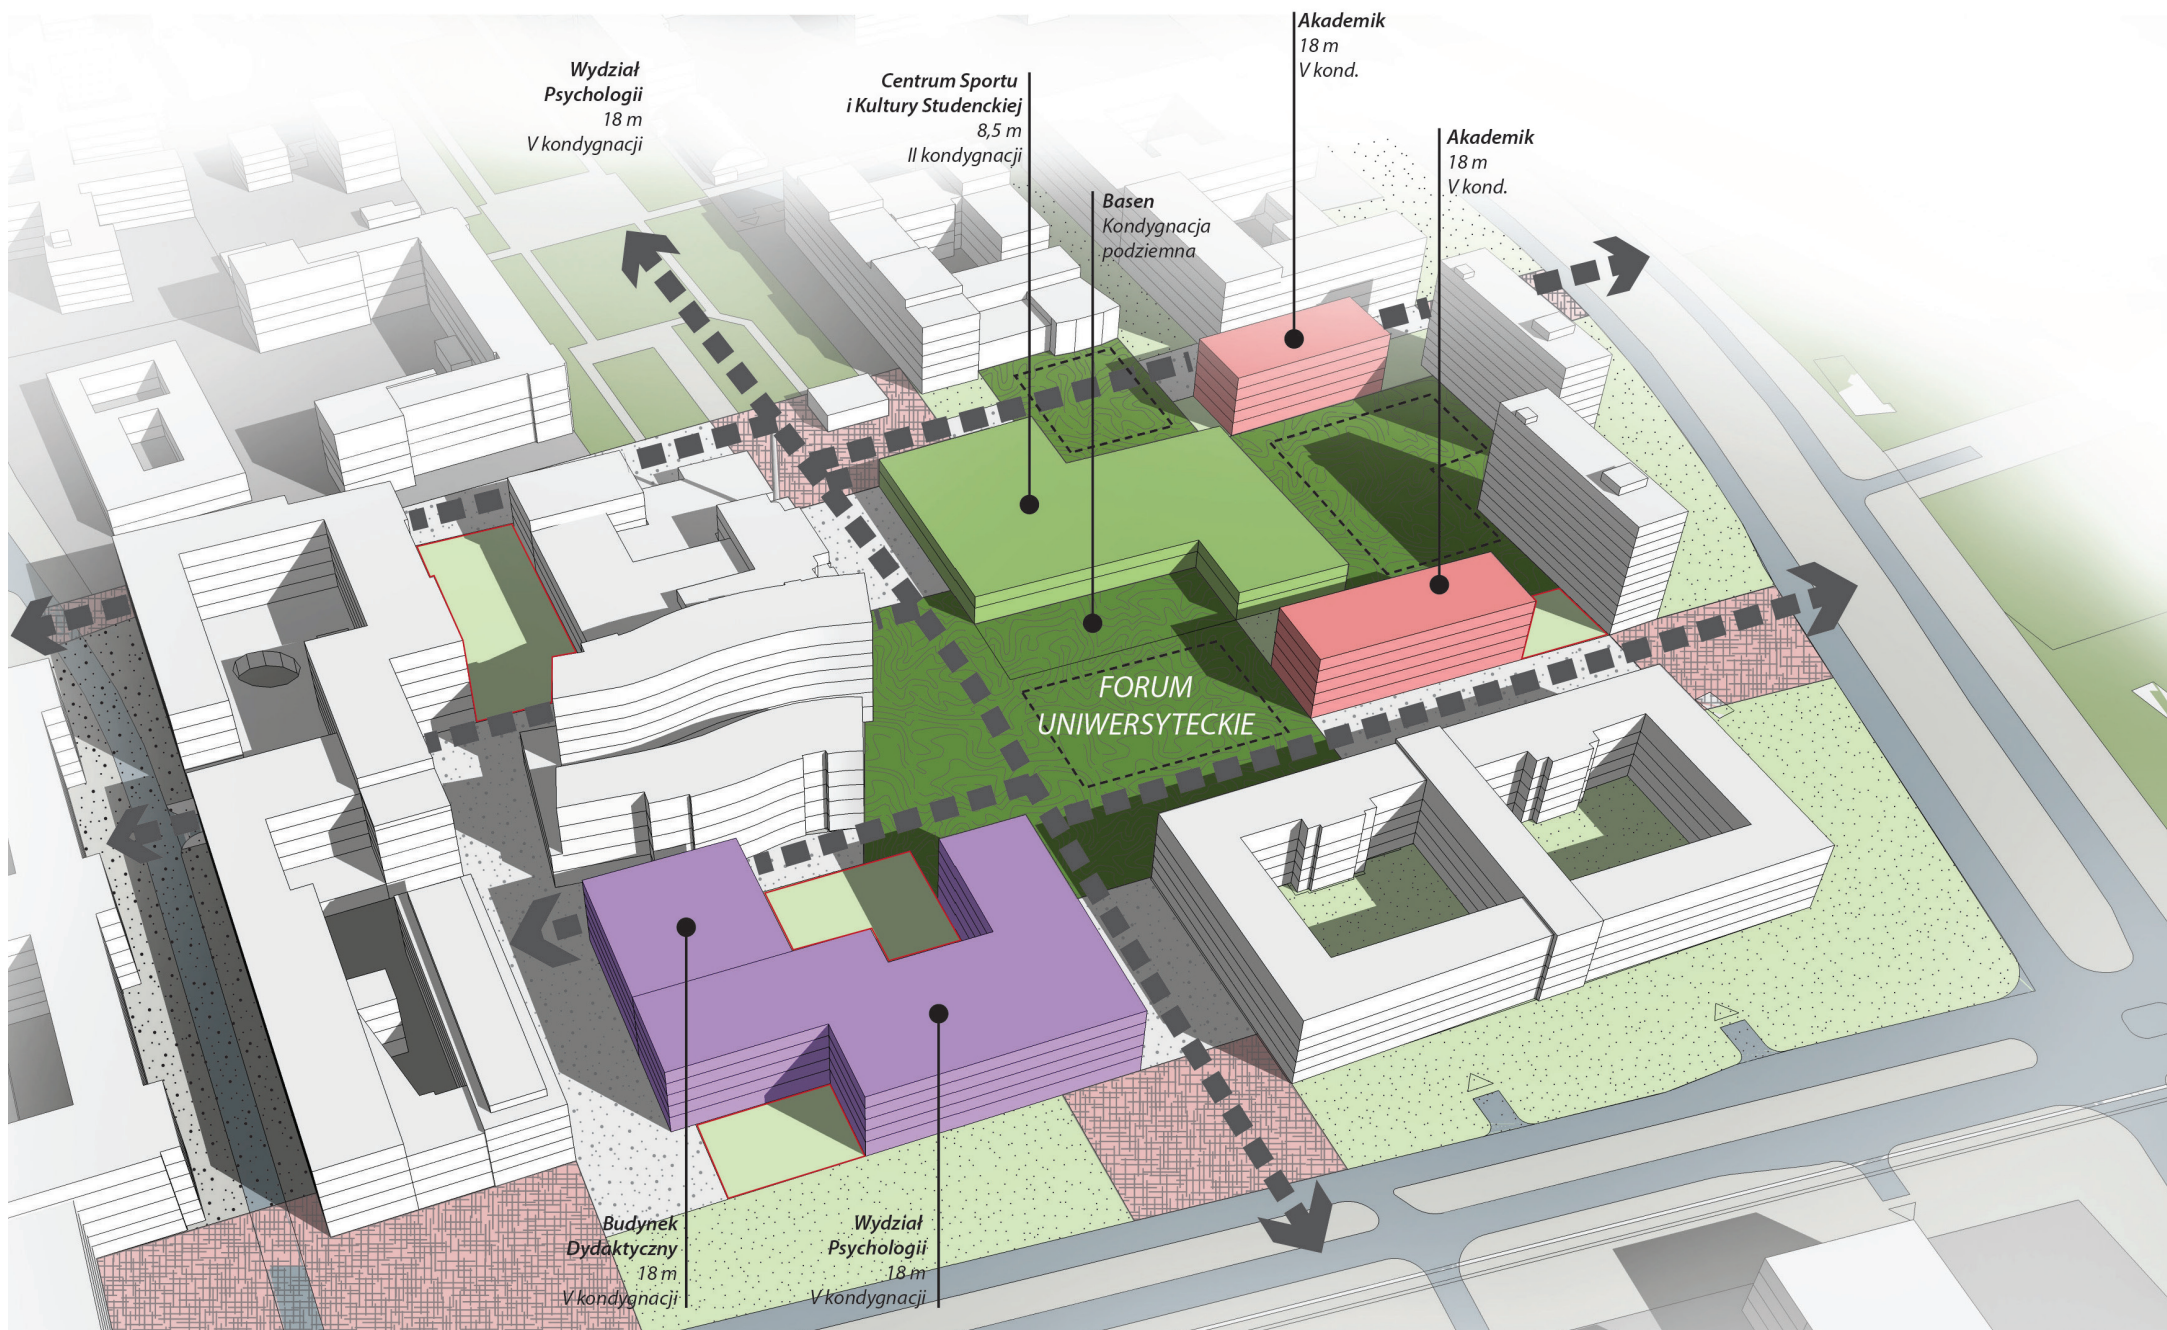 Akademik
18 m
V kond.
Wydział
Psychologii
18 m
V kondygnacji
Centrum Sportu
i Kultury Studenckiej
8,5 m
II kondygnacji
Akademik
18 m
V kond.
Basen
Kondygnacja
podziemna
FORUM
UNIWERSYTECKIE
Budynek
Dydaktyczny
18 m
V kondygnacji
Wydział
Psychologii
18 m
V kondygnacji